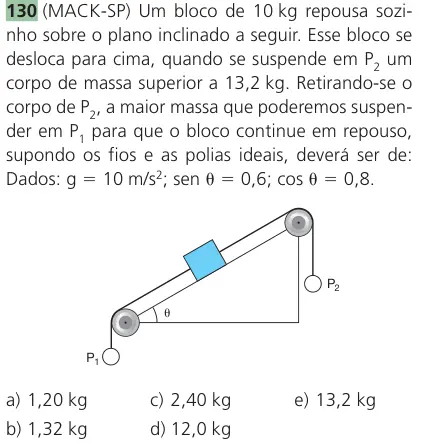 130 (MACK-SP) Um bloco de 10 kg repousa sozi-
nho sobre o plano inclinado a seguir. Esse bloco se
desloca para cima, quando se suspende em P₂ um
corpo de massa superior a 13,2 kg. Retirando-se o
corpo de P₂, a maior massa que poderemos suspen-
der em P₁ para que o bloco continue em repouso,
supondo os fios e as polias ideais, deverá ser de:
Dados: g = 10 m/s²; sen θ = 0,6; cos θ = 0,8.
P₂
θ
P₁
a) 1,20 kg c) 2,40 kg e) 13,2 kg
b) 1,32 kg d) 12,0 kg